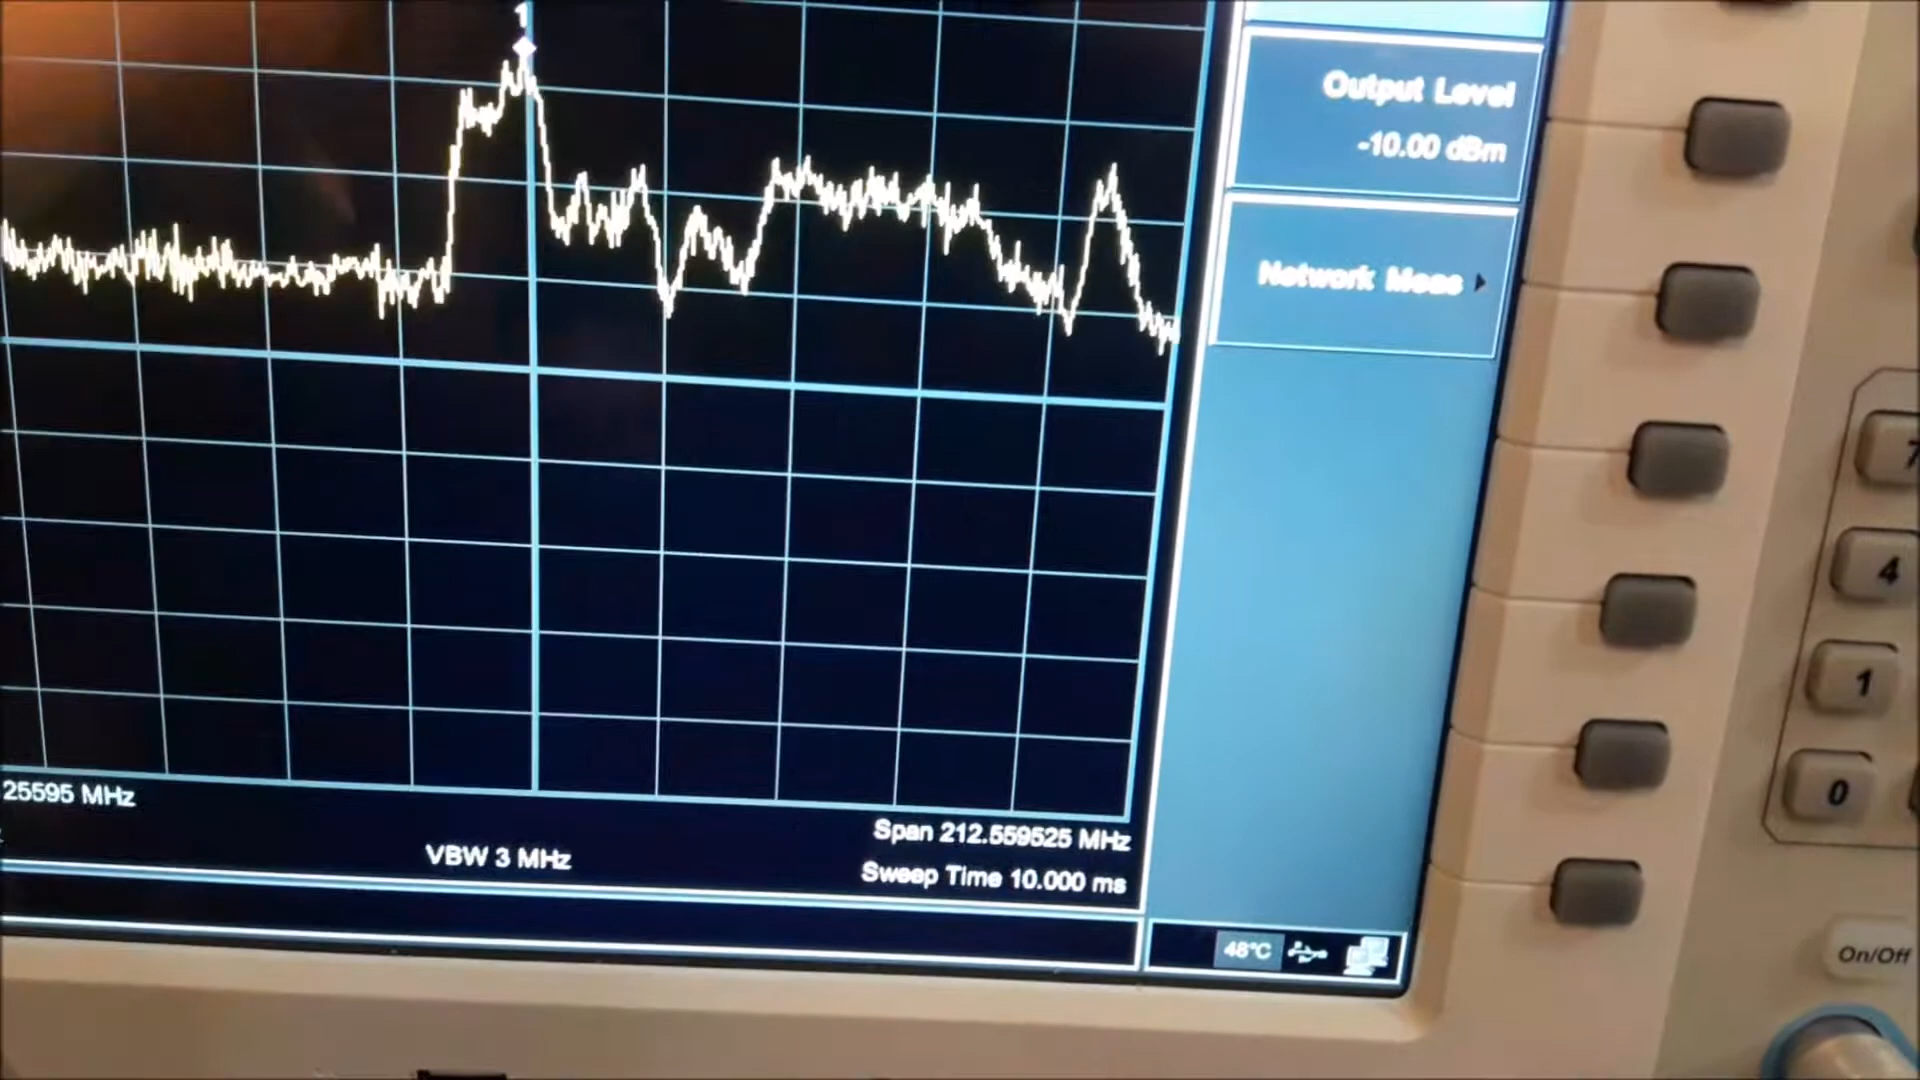 1
Output Level
-10.00 dBm
Network Meas
7
4
1
0
25595 MHz
Span 212.559525 MHz
VBW 3 MHz
Sweep Time 10.000 ms
48°C
On/Off